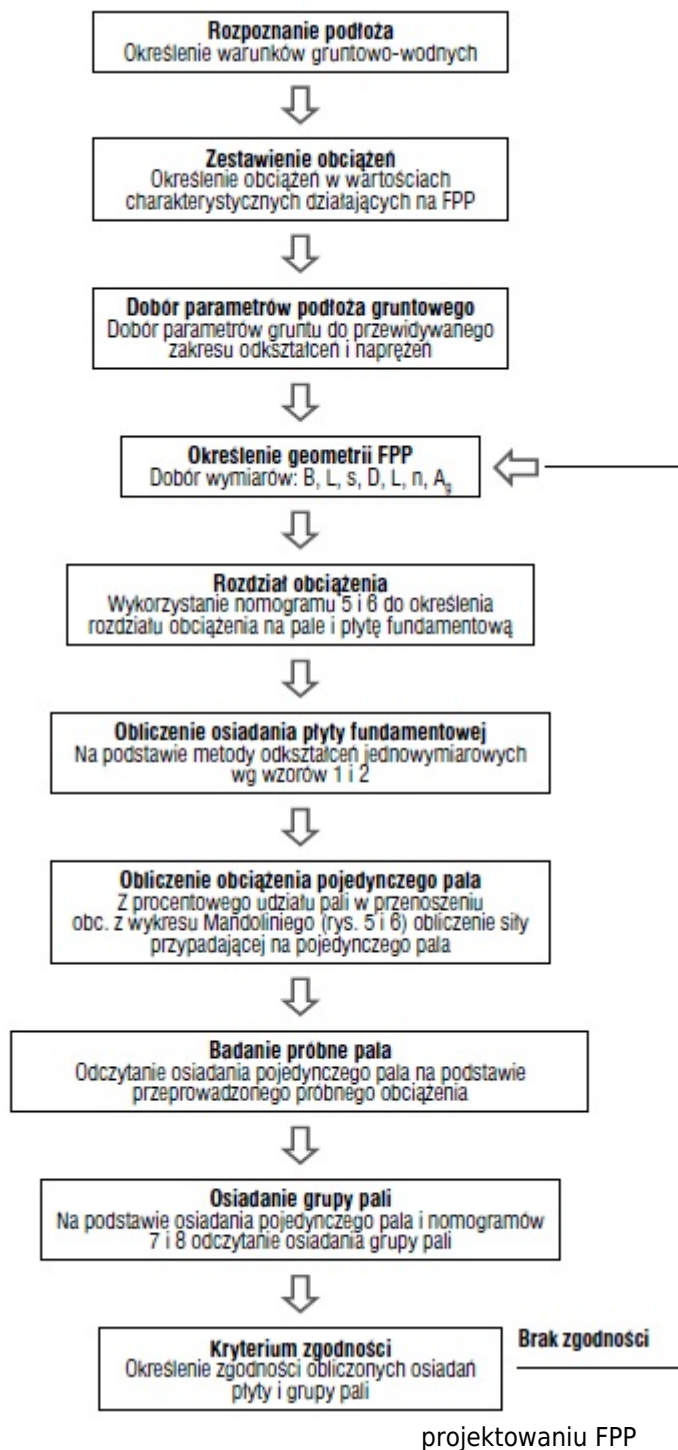 Rozpoznanie podłoża
Określenie warunków gruntowo-wodnych
Zestawienie obciążeń
Określenie obciążeń w wartościach
charakterystycznych działających na FPP
Dobór parametrów podłoża gruntowego
Dobór parametrów gruntu do przewidywanego
zakresu odkształceń i naprężeń
Określenie geometrii FPP
Dobór wymiarów: B, L, s, D, L, n, Ag
Rozdział obciążenia
Wykorzystanie nomogramu 5 i 6 do określenia
rozdziału obciążenia na pale i płytę fundamentową
Obliczenie osiadania płyty fundamentowej
Na podstawie metody odkształceń jednowymiarowych
wg wzorów 1 i 2
Obliczenie obciążenia pojedynczego pala
Z procentowego udziału pali w przenoszeniu
obc. z wykresu Mandoliniego (rys. 5 i 6) obliczenie siły
przypadającej na pojedynczego pala
Badanie próbne pala
Odczytanie osiadania pojedynczego pala na podstawie
przeprowadzonego próbnego obciążenia
Osiadanie grupy pali
Na podstawie osiadania pojedynczego pala i nomogramów
7 i 8 odczytanie osiadania grupy pali
Kryterium zgodności
Określenie zgodności obliczonych osiadań
płyty i grupy pali
Brak zgodności
projektowaniu FPP